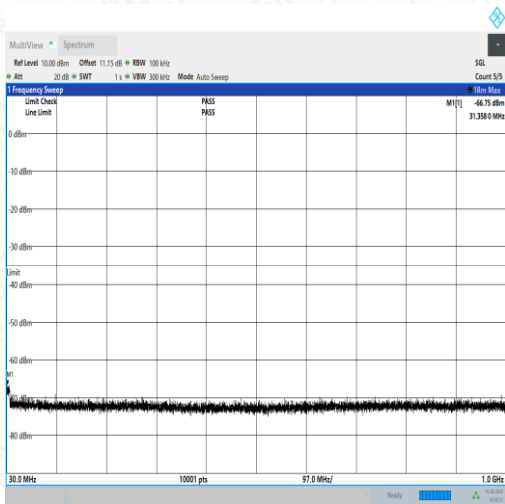 MultiView Spectrum
Ref Level 10.00 dBm Offset 11.15 dB RBW 100 kHz SGL
Att 20 dB SWT 1 s VBW 300 kHz Mode Auto Sweep Count 5/5
1 Frequency Sweep 1Rm Max
Limit Check PASS M1[1] -66.75 dBm
Line Limit PASS 31.358 0 MHz
0 dBm
-10 dBm
-20 dBm
-30 dBm
Limit
-40 dBm
-50 dBm
-60 dBm
M1
-70 dBm
-80 dBm
30.0 MHz 10001 pts 97.0 MHz/ 1.0 GHz
Ready